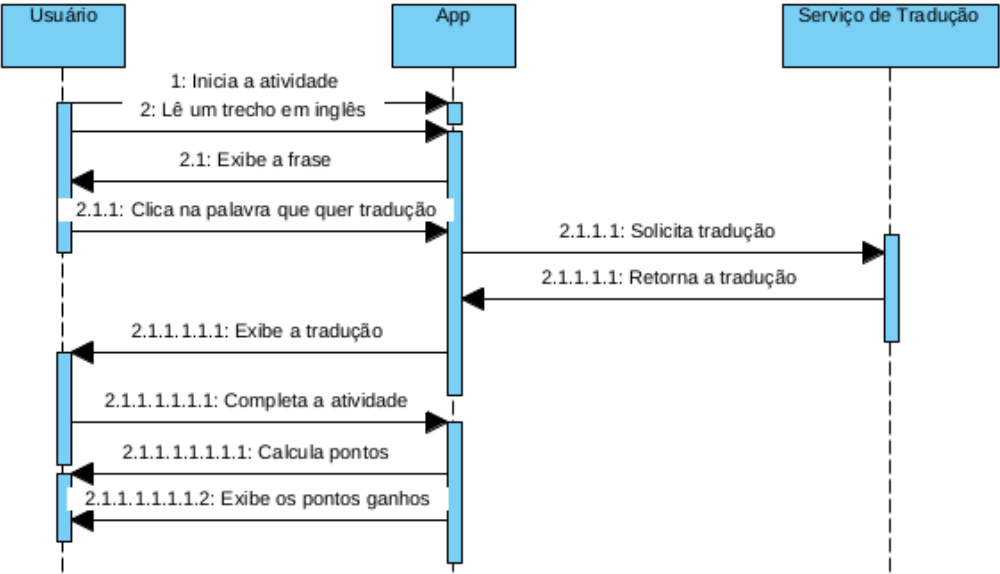 Usuário
App
Serviço de Tradução
1: Inicia a atividade
2: Lê um trecho em inglês
2.1: Exibe a frase
2.1.1: Clica na palavra que quer tradução
2.1.1.1: Solicita tradução
2.1.1.1.1: Retorna a tradução
2.1.1.1.1.1: Exibe a tradução
2.1.1.1.1.1.1: Completa a atividade
2.1.1.1.1.1.1.1: Calcula pontos
2.1.1.1.1.1.1.2: Exibe os pontos ganhos